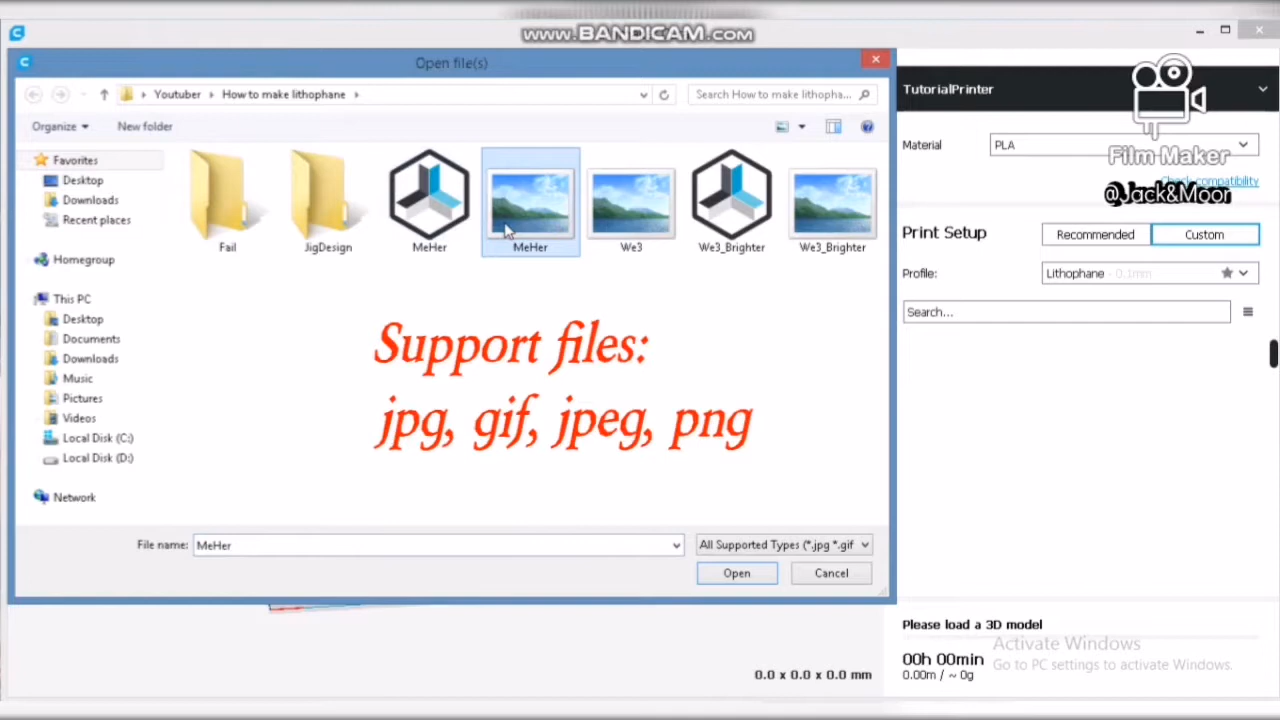 www.BANDICAM.com
Open file(s)
Youtuber
How to make lithophane
Search How to make lithopha...
Organize
New folder
Favorites
Desktop
Downloads
Recent places
Homegroup
This PC
Desktop
Documents
Downloads
Music
Pictures
Videos
Local Disk (C:)
Local Disk (D:)
Network
Fail
JigDesign
MeHer
MeHer
We3
We3_Brighter
We3_Brighter
Support files:
jpg, gif, jpeg, png
File name:
MeHer
All Supported Types (*.jpg *.gif
Open
Cancel
TutorialPrinter
Material
PLA
Film Maker
Check compatibility
@Jack&Moor
Print Setup
Recommended
Custom
Profile:
Lithophane - 0.1mm
Search...
Please load a 3D model
Activate Windows
00h 00min
Go to PC settings to activate Windows.
0.00m / ~ 0g
0.0 x 0.0 x 0.0 mm